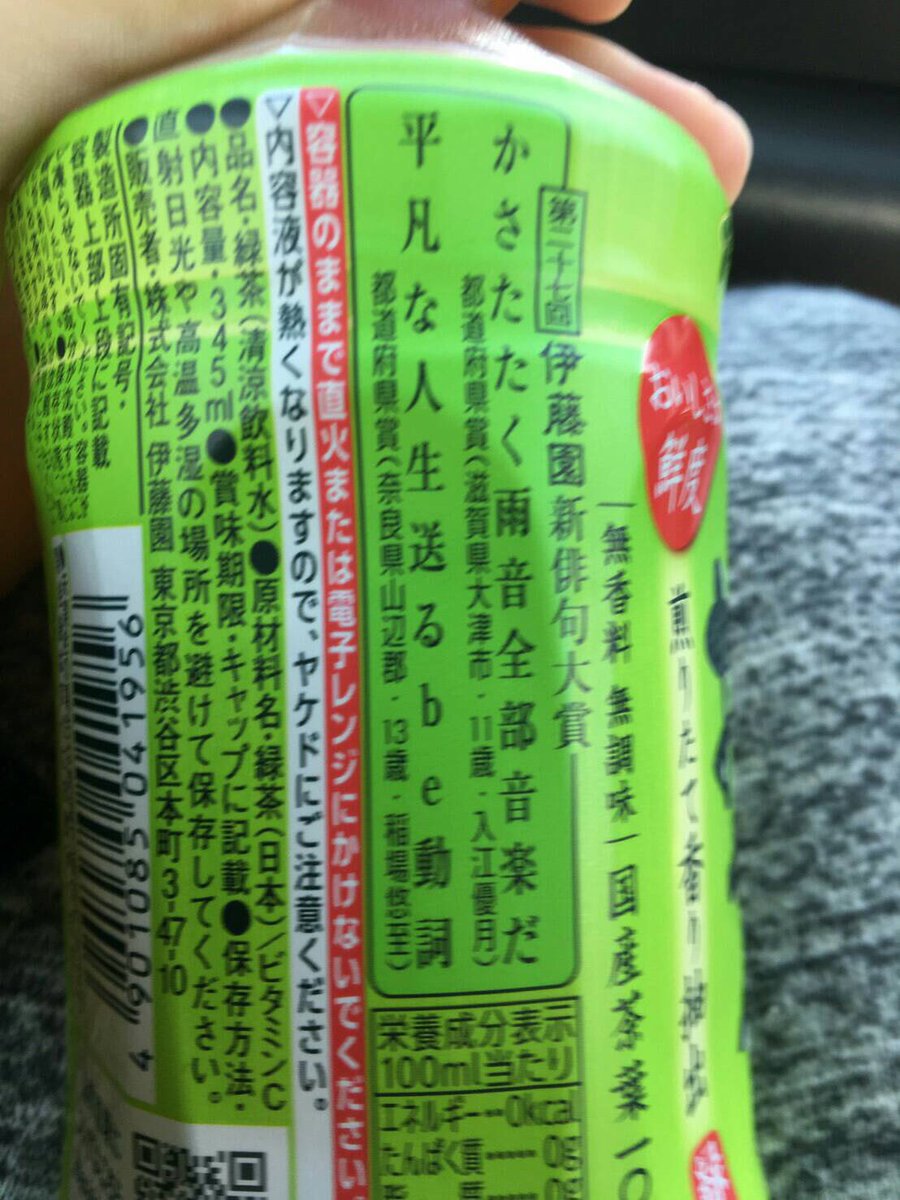 おいしさ
鮮度
煎りたて香り抽出
無香料 無調味
国産茶葉一〇
第二十七回
伊藤園新俳句大賞
かさたたく雨音全部音楽だ
都道府県賞(滋賀県大津市・11歳・入江優月)
平凡な人生送るbe動詞
都道府県賞(奈良県山辺郡・13歳・稲場悠至)
栄養成分表示
100ml当たり
エネルギー…0kcal
たんぱく質……0g
▽容器のままで直火または電子レンジにかけないでください。
▽内容液が熱くなりますので、ヤケドにご注意ください。
●品名・緑茶(清涼飲料水)●原材料名・緑茶(日本)/ビタミンC
●内容量・345ml●賞味期限・キャップに記載●保存方法・
直射日光や高温多湿の場所を避けて保存してください。
●販売者・株式会社 伊藤園 東京都渋谷区本町3-47-10
製造所固有記号・
容器上部上段に記載
4 901085 041956